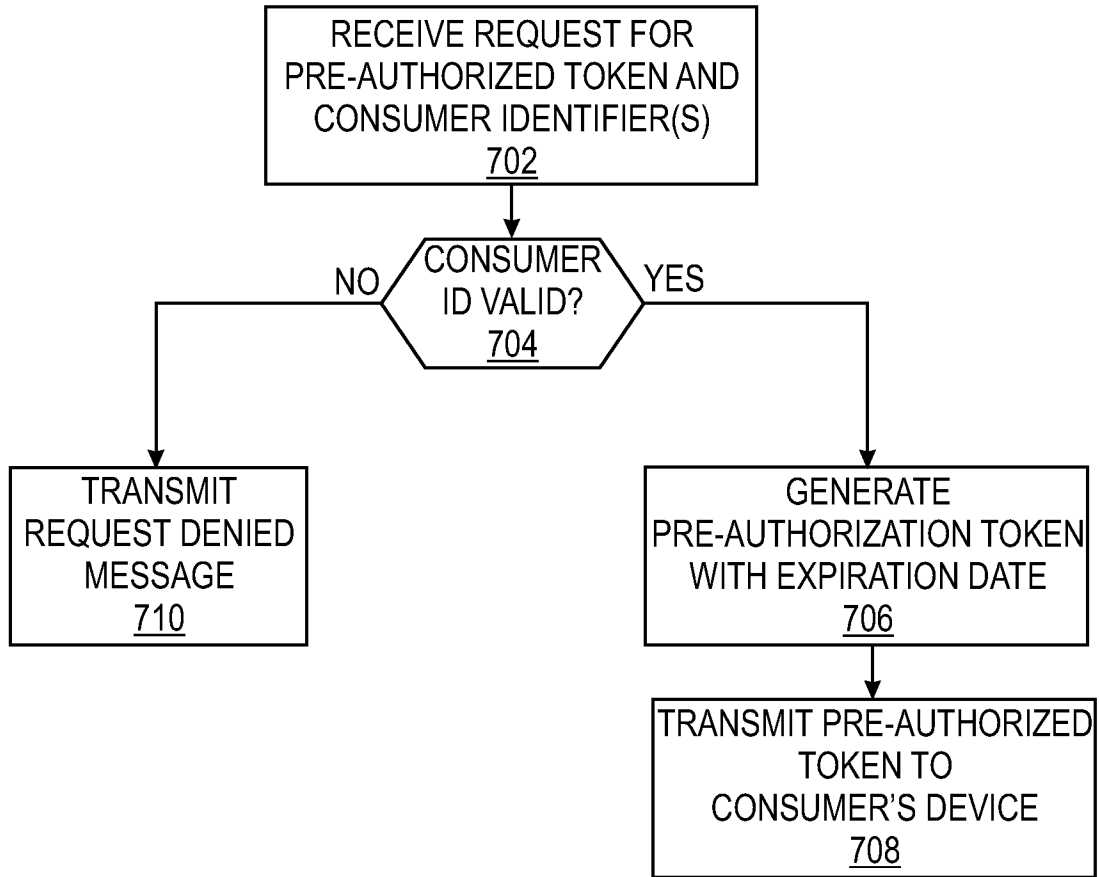 RECEIVE REQUEST FOR
PRE-AUTHORIZED TOKEN AND
CONSUMER IDENTIFIER(S)
702
CONSUMER
ID VALID?
704
NO
YES
TRANSMIT
REQUEST DENIED
MESSAGE
710
GENERATE
PRE-AUTHORIZATION TOKEN
WITH EXPIRATION DATE
706
TRANSMIT PRE-AUTHORIZED
TOKEN TO
CONSUMER'S DEVICE
708